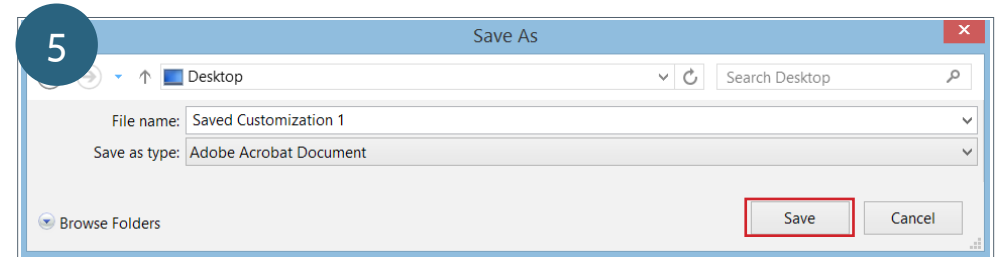 5
Save As
Desktop
Search Desktop
File name: Saved Customization 1
Save as type: Adobe Acrobat Document
Browse Folders
Save
Cancel